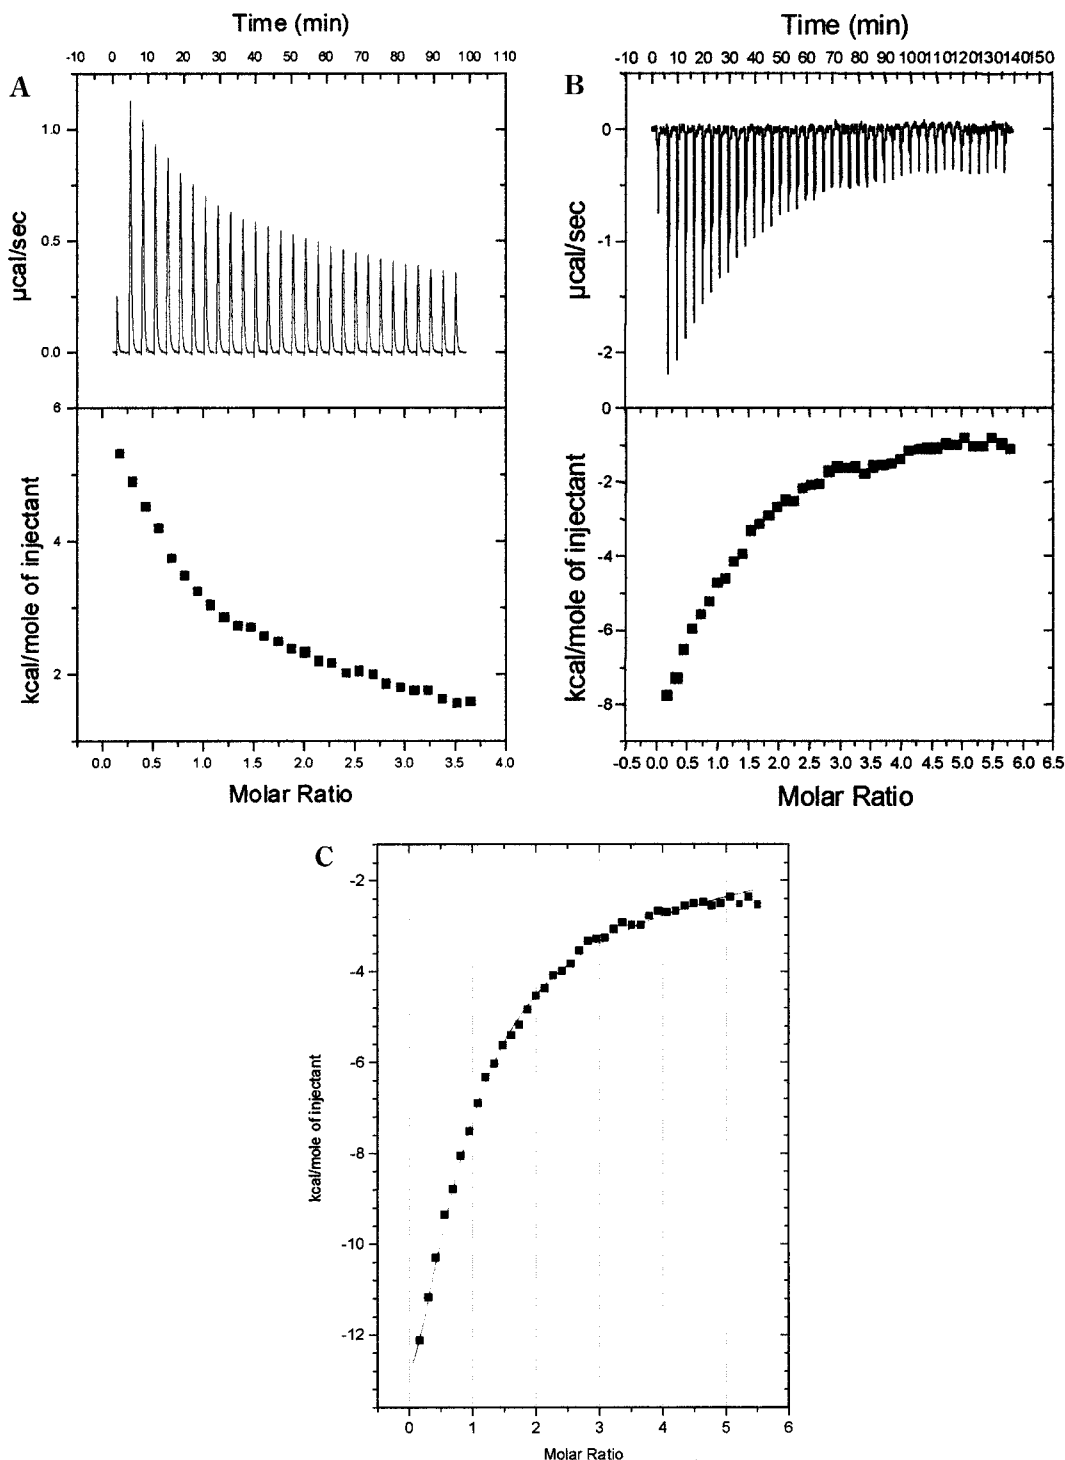 Time (min)
-10 0 10 20 30 40 50 60 70 80 90 100 110
A
1.0
0.5
0.0
µcal/sec
6
4
2
kcal/mole of injectant
0.0 0.5 1.0 1.5 2.0 2.5 3.0 3.5 4.0
Molar Ratio
Time (min)
-10 0 10 20 30 40 50 60 70 80 90 100 110 120 130 140 150
B
0
-1
-2
µcal/sec
0
-2
-4
-6
-8
kcal/mole of injectant
-0.5 0.0 0.5 1.0 1.5 2.0 2.5 3.0 3.5 4.0 4.5 5.0 5.5 6.0 6.5
Molar Ratio
C
-2
-4
-6
-8
-10
-12
kcal/mole of injectant
0 1 2 3 4 5 6
Molar Ratio